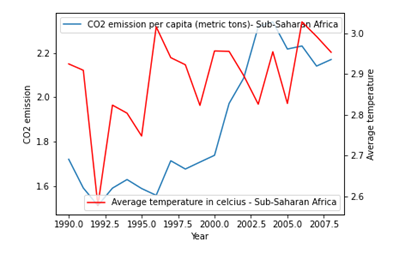 CO2 emission per capita (metric tons)- Sub-Saharan Africa
2.2
2.0
1.8
1.6
CO2 emission
3.0
2.9
2.8
2.7
2.6
Average temperature
Average temperature in celcius - Sub-Saharan Africa
1990.0 1992.5 1995.0 1997.5 2000.0 2002.5 2005.0 2007.5
Year